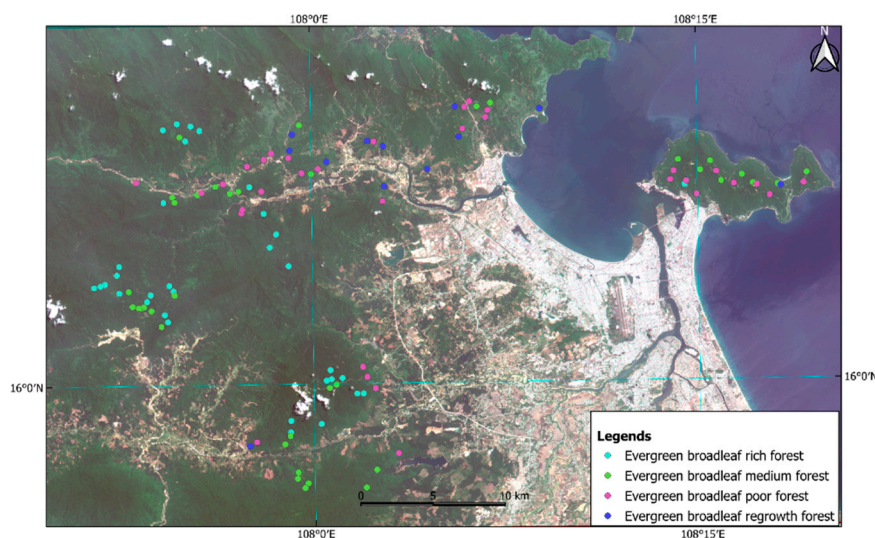 108°0'E
108°15'E
N
16°0'N
16°0'N
Legends
Evergreen broadleaf rich forest
Evergreen broadleaf medium forest
Evergreen broadleaf poor forest
Evergreen broadleaf regrowth forest
0 5 10 km
108°0'E
108°15'E